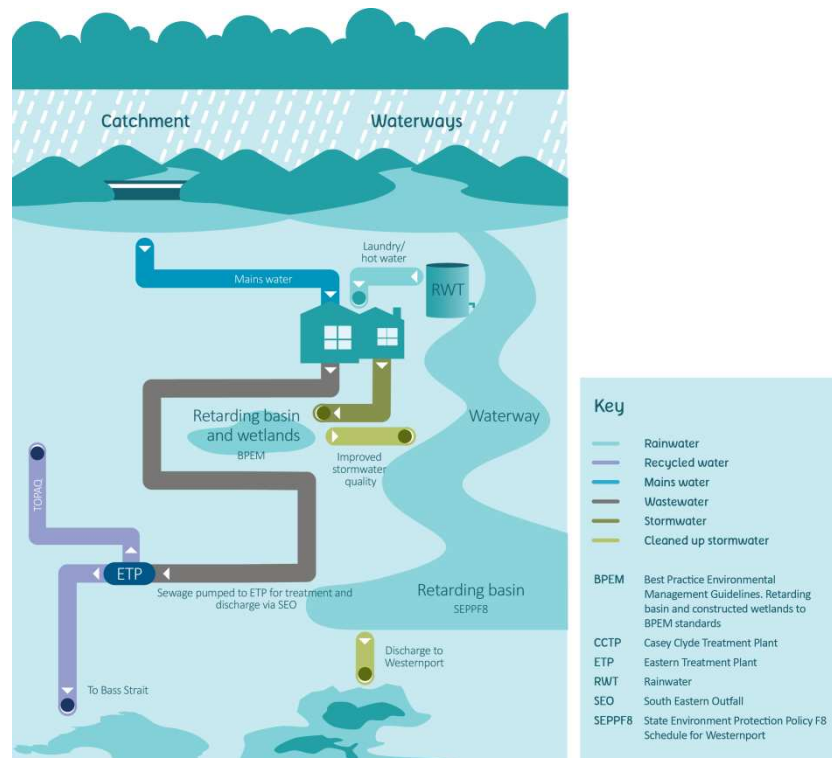 Catchment
Waterways
Laundry/
hot water
Mains water
RWT
Retarding basin
and wetlands
BPEM
Waterway
Improved
stormwater
quality
TOPAQ
ETP
Sewage pumped to ETP for treatment and
discharge via SEO
Retarding basin
SEPPF8
Discharge to
Westernport
To Bass Strait
Key
Rainwater
Recycled water
Mains water
Wastewater
Stormwater
Cleaned up stormwater
BPEM Best Practice Environmental
Management Guidelines. Retarding
basin and constructed wetlands to
BPEM standards
CCTP Casey Clyde Treatment Plant
ETP Eastern Treatment Plant
RWT Rainwater
SEO South Eastern Outfall
SEPPF8 State Environment Protection Policy F8
Schedule for Westernport